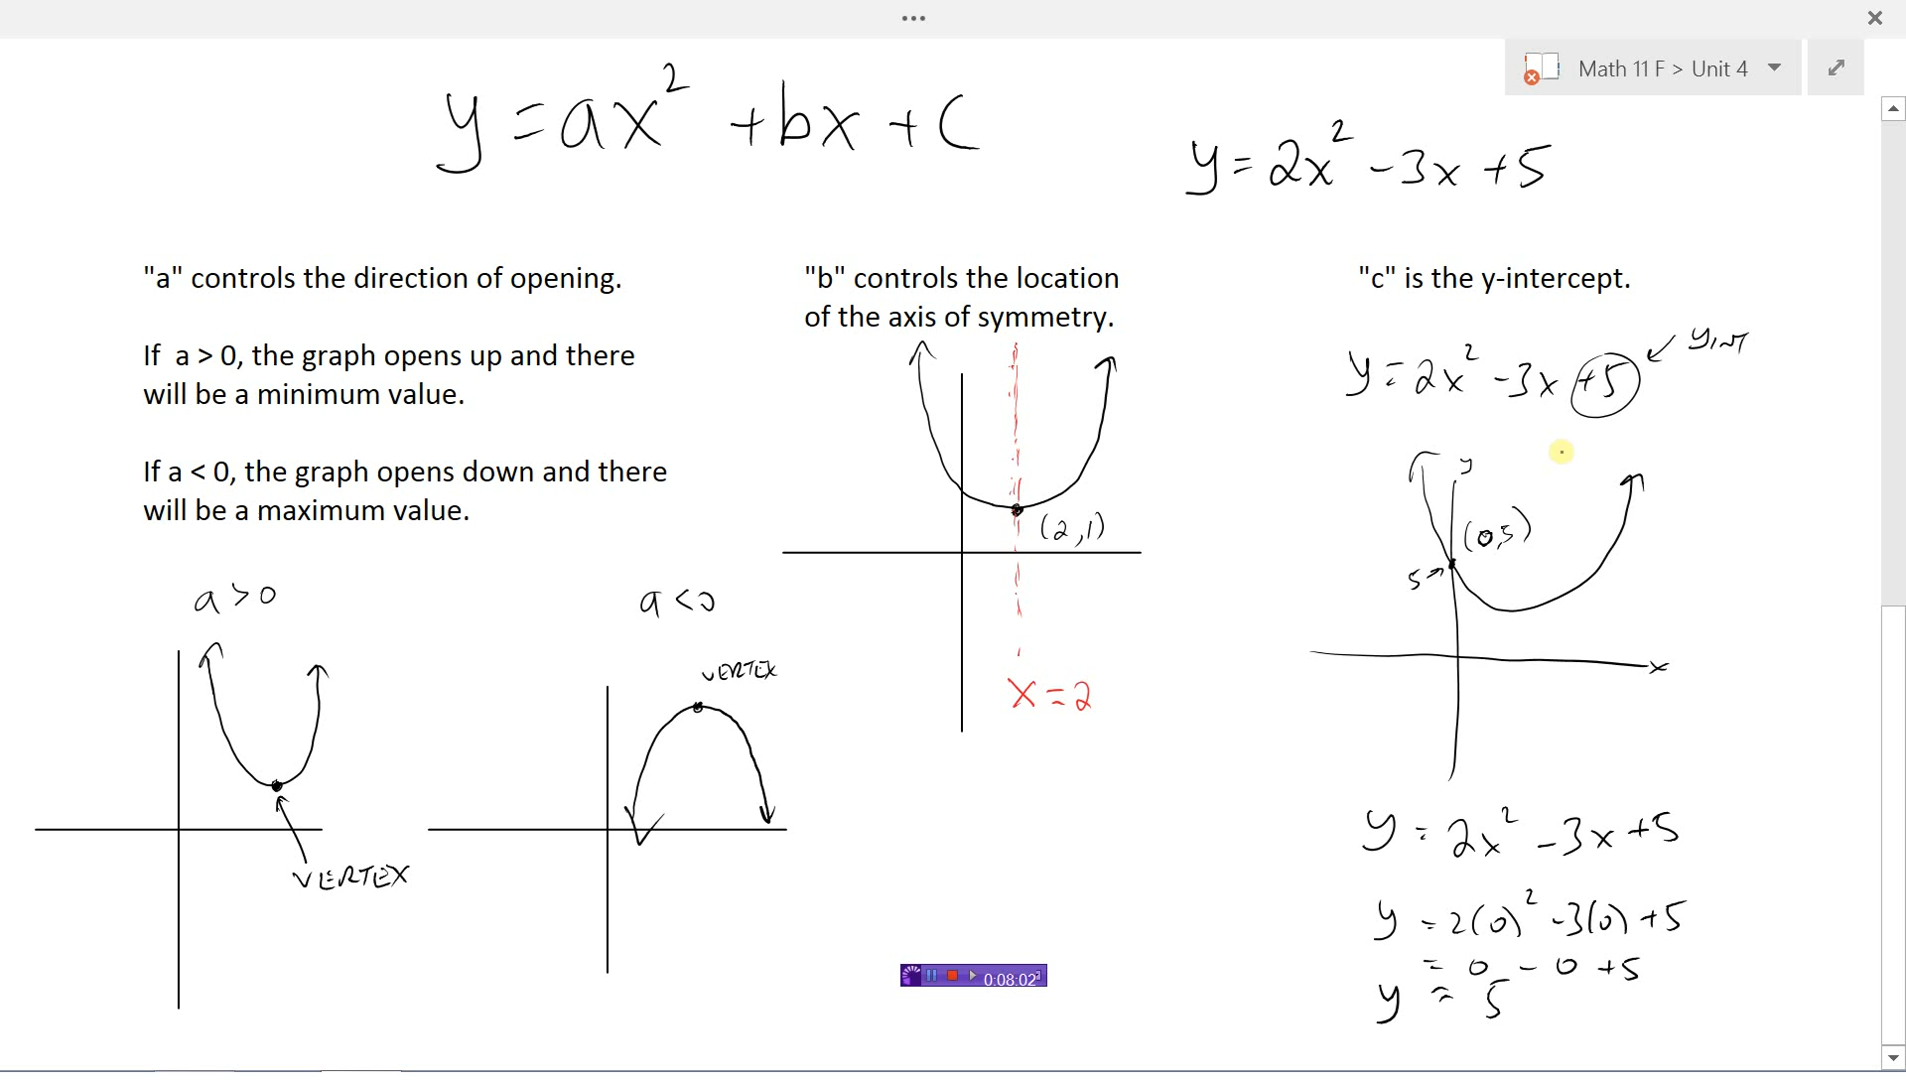 Math 11 F > Unit 4
y = ax² + bx + c
y = 2x² - 3x + 5
"a" controls the direction of opening.
If a > 0, the graph opens up and there
will be a minimum value.
If a < 0, the graph opens down and there
will be a maximum value.
a > 0
VERTEX
a < 0
VERTEX
"b" controls the location
of the axis of symmetry.
(2,1)
x = 2
"c" is the y-intercept.
y = 2x² - 3x + 5
y INT
y
(0,5)
5
x
y = 2x² - 3x + 5
y = 2(0)² - 3(0) + 5
= 0 - 0 + 5
y = 5
0:08:02